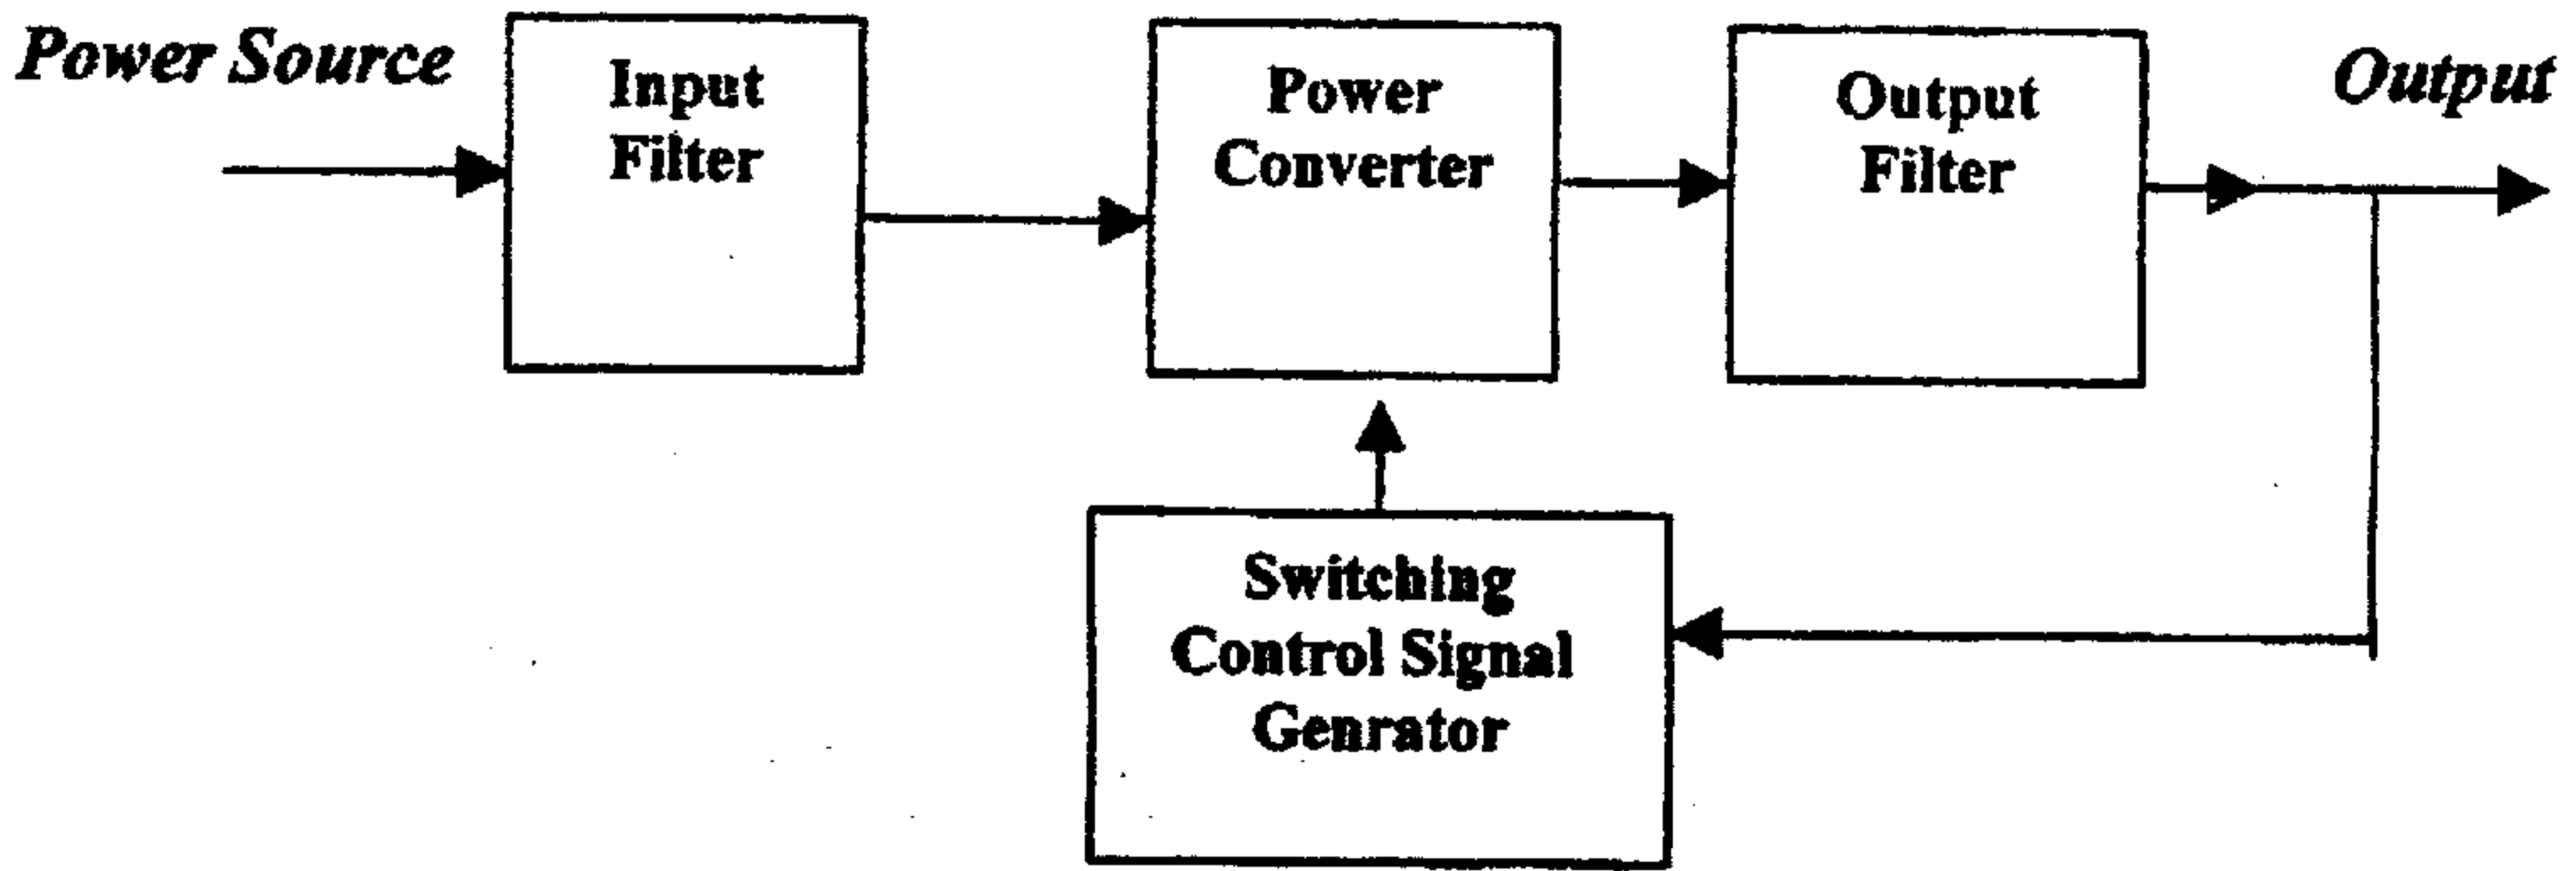 Power Source
Input
Filter
Power
Converter
Output
Filter
Output
Switching
Control Signal
Genrator